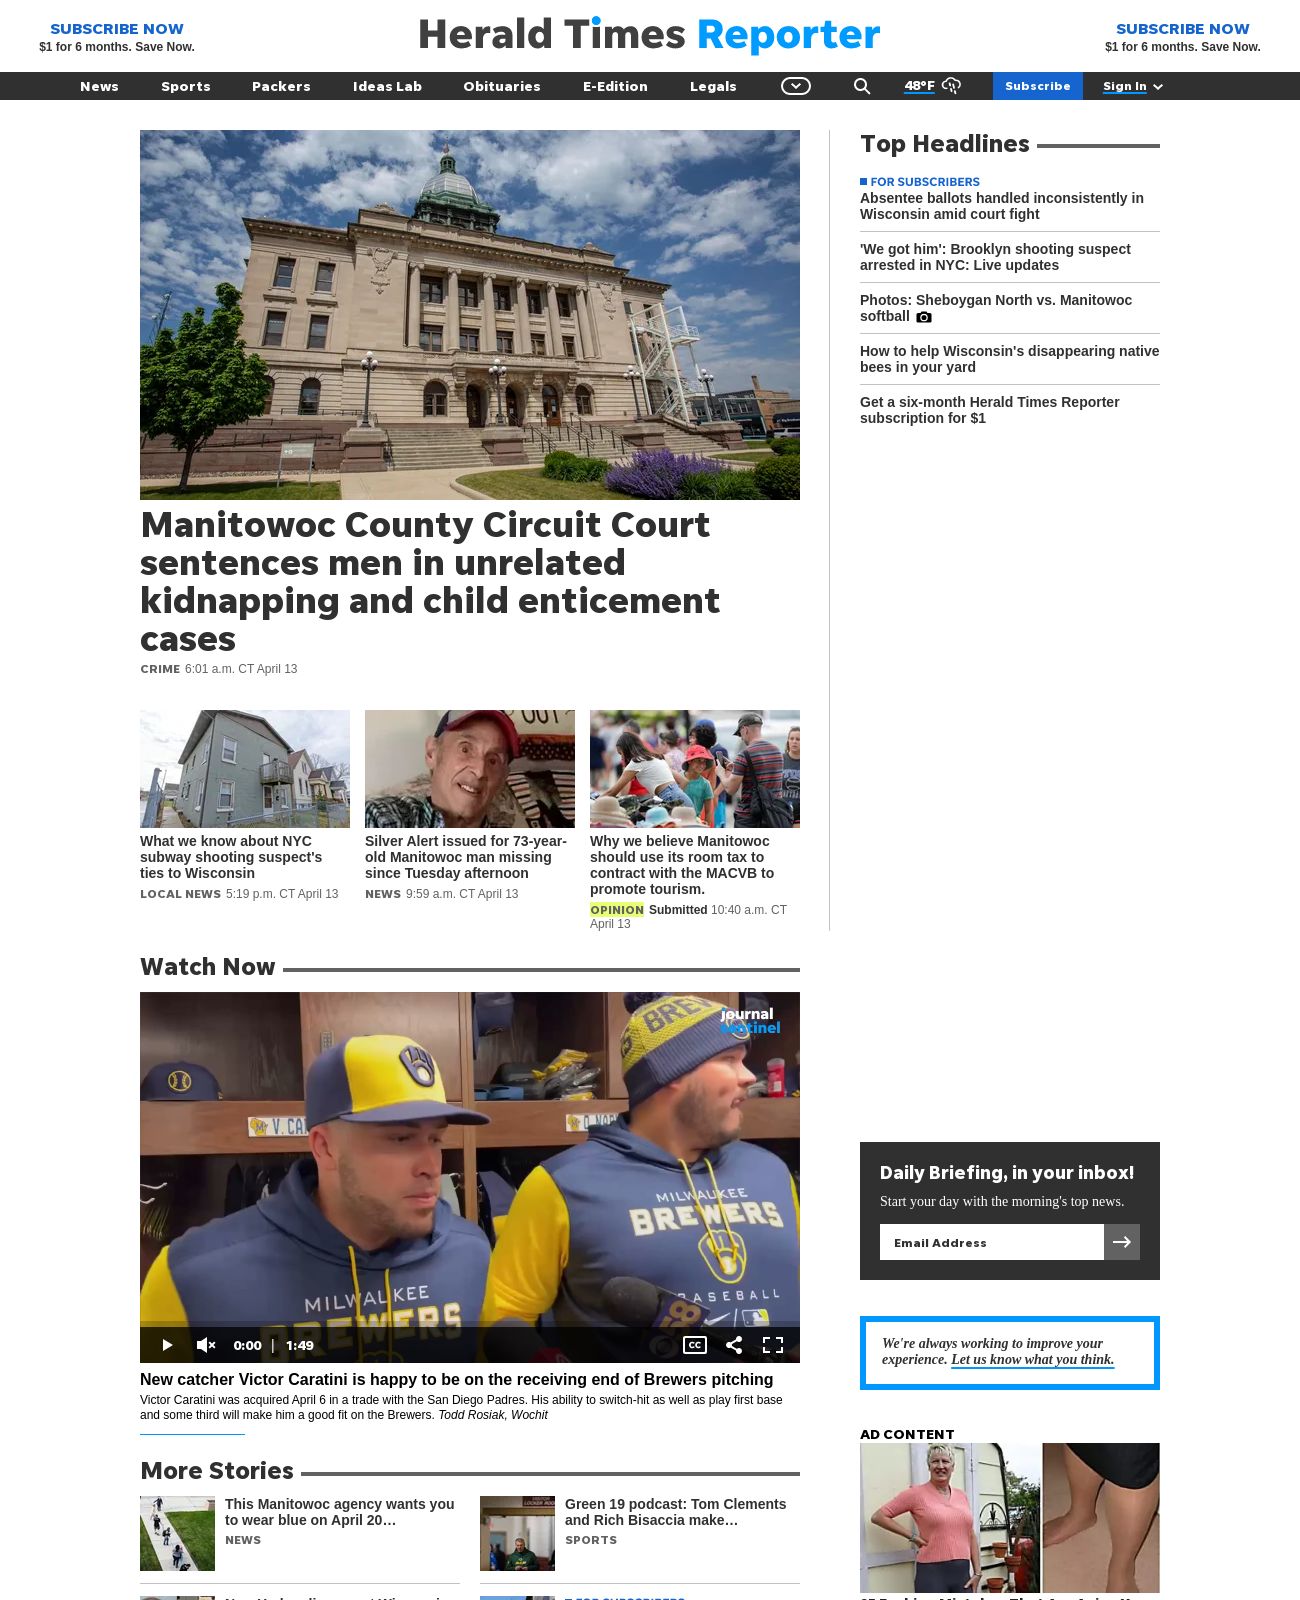 SUBSCRIBE NOW
$1 for 6 months. Save Now.
Herald Times Reporter
SUBSCRIBE NOW
$1 for 6 months. Save Now.
News Sports Packers Ideas Lab Obituaries E-Edition Legals 48°F Subscribe Sign In
Manitowoc County Circuit Court
sentences men in unrelated
kidnapping and child enticement
cases
CRIME 6:01 a.m. CT April 13
What we know about NYC
subway shooting suspect's
ties to Wisconsin
LOCAL NEWS 5:19 p.m. CT April 13
OUT
Silver Alert issued for 73-year-
old Manitowoc man missing
since Tuesday afternoon
NEWS 9:59 a.m. CT April 13
Why we believe Manitowoc
should use its room tax to
contract with the MACVB to
promote tourism.
OPINION Submitted 10:40 a.m. CT
April 13
Top Headlines
FOR SUBSCRIBERS
Absentee ballots handled inconsistently in
Wisconsin amid court fight
'We got him': Brooklyn shooting suspect
arrested in NYC: Live updates
Photos: Sheboygan North vs. Manitowoc
softball
How to help Wisconsin's disappearing native
bees in your yard
Get a six-month Herald Times Reporter
subscription for $1
Watch Now
journal
sentinel
BREW
V.CA
MILWAUKEE
BREWERS
BASEBALL
MILWAUKEE
BREWERS
58
0:00 | 1:49
CC
New catcher Victor Caratini is happy to be on the receiving end of Brewers pitching
Victor Caratini was acquired April 6 in a trade with the San Diego Padres. His ability to switch-hit as well as play first base
and some third will make him a good fit on the Brewers. Todd Rosiak, Wochit
Daily Briefing, in your inbox!
Start your day with the morning's top news.
Email Address
We're always working to improve your
experience. Let us know what you think.
AD CONTENT
More Stories
This Manitowoc agency wants you
to wear blue on April 20…
NEWS
LOCKER ROO
Green 19 podcast: Tom Clements
and Rich Bisaccia make…
SPORTS